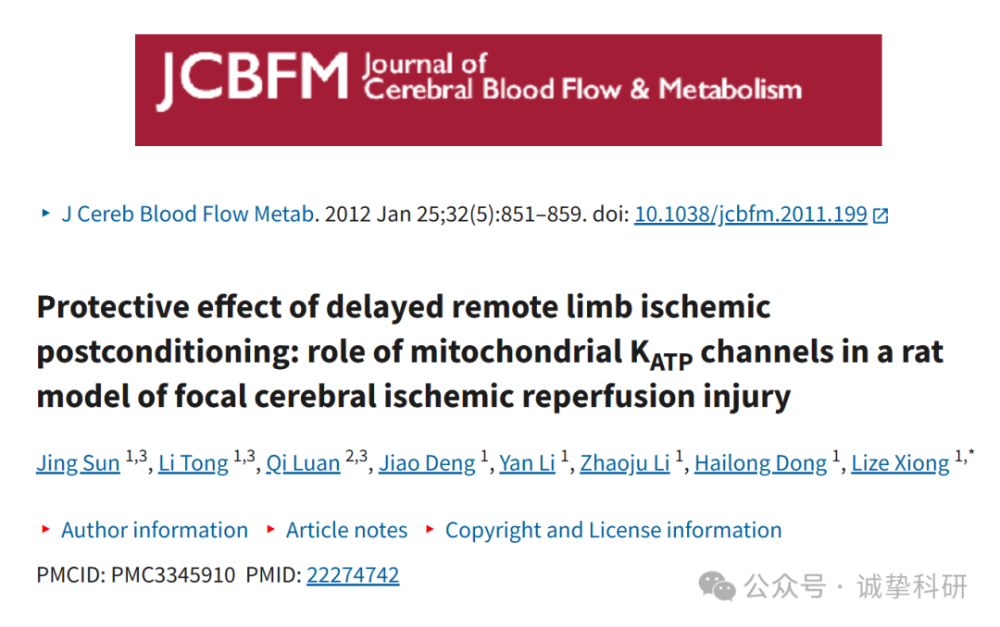 JCBFM Journal of
Cerebral Blood Flow & Metabolism
‣ J Cereb Blood Flow Metab. 2012 Jan 25;32(5):851–859. doi: 10.1038/jcbfm.2011.199
Protective effect of delayed remote limb ischemic
postconditioning: role of mitochondrial KATP channels in a rat
model of focal cerebral ischemic reperfusion injury
Jing Sun 1,3, Li Tong 1,3, Qi Luan 2,3, Jiao Deng 1, Yan Li 1, Zhaoju Li 1, Hailong Dong 1, Lize Xiong 1,*
‣ Author information ‣ Article notes ‣ Copyright and License information
PMCID: PMC3345910 PMID: 22274742
公众号 · 诚挚科研